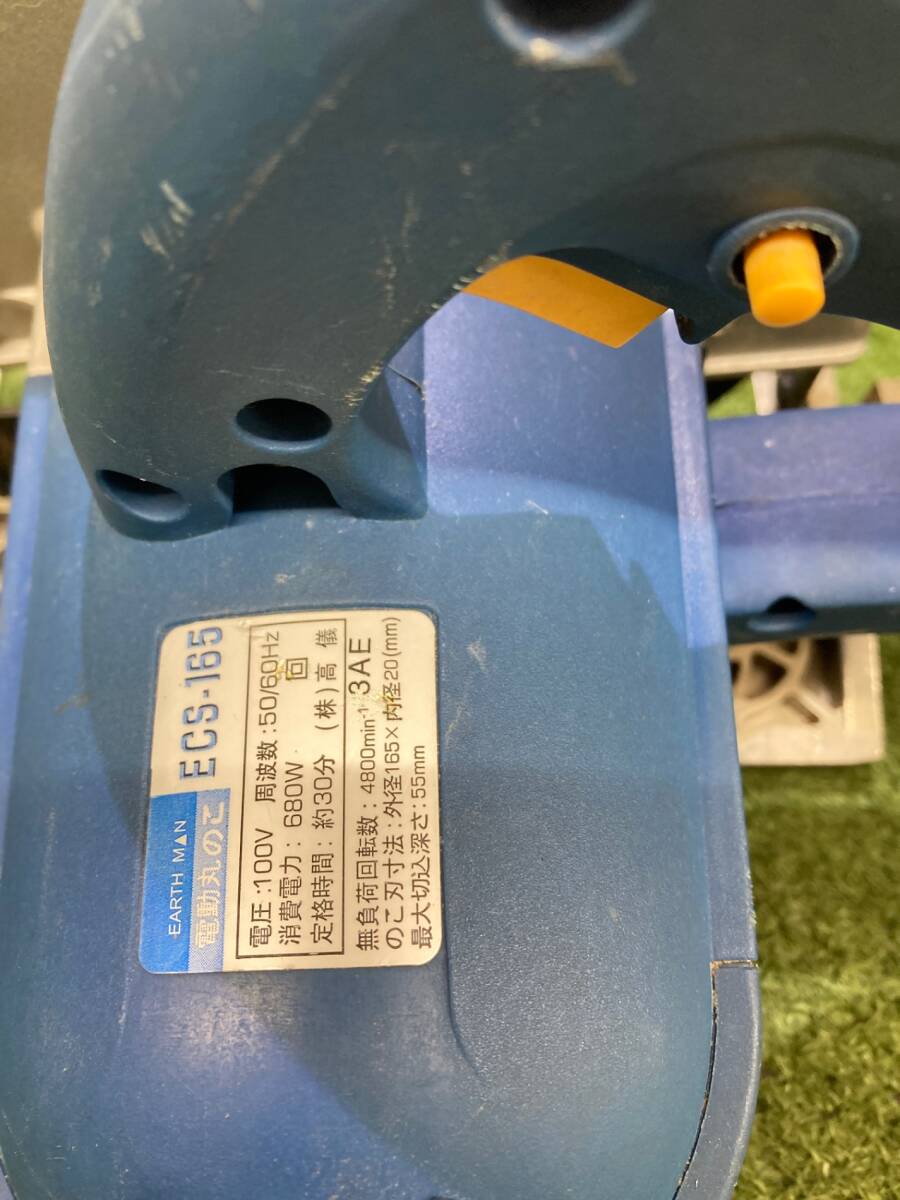 EARTH MAN
電動丸のこ ECS-165
電圧:100V 周波数:50/60Hz
消費電力:680W 回
定格時間:約30分 (株)高儀
無負荷回転数:4800min⁻¹ 3AE
のこ刃寸法:外径165×内径20(mm)
最大切込深さ:55mm